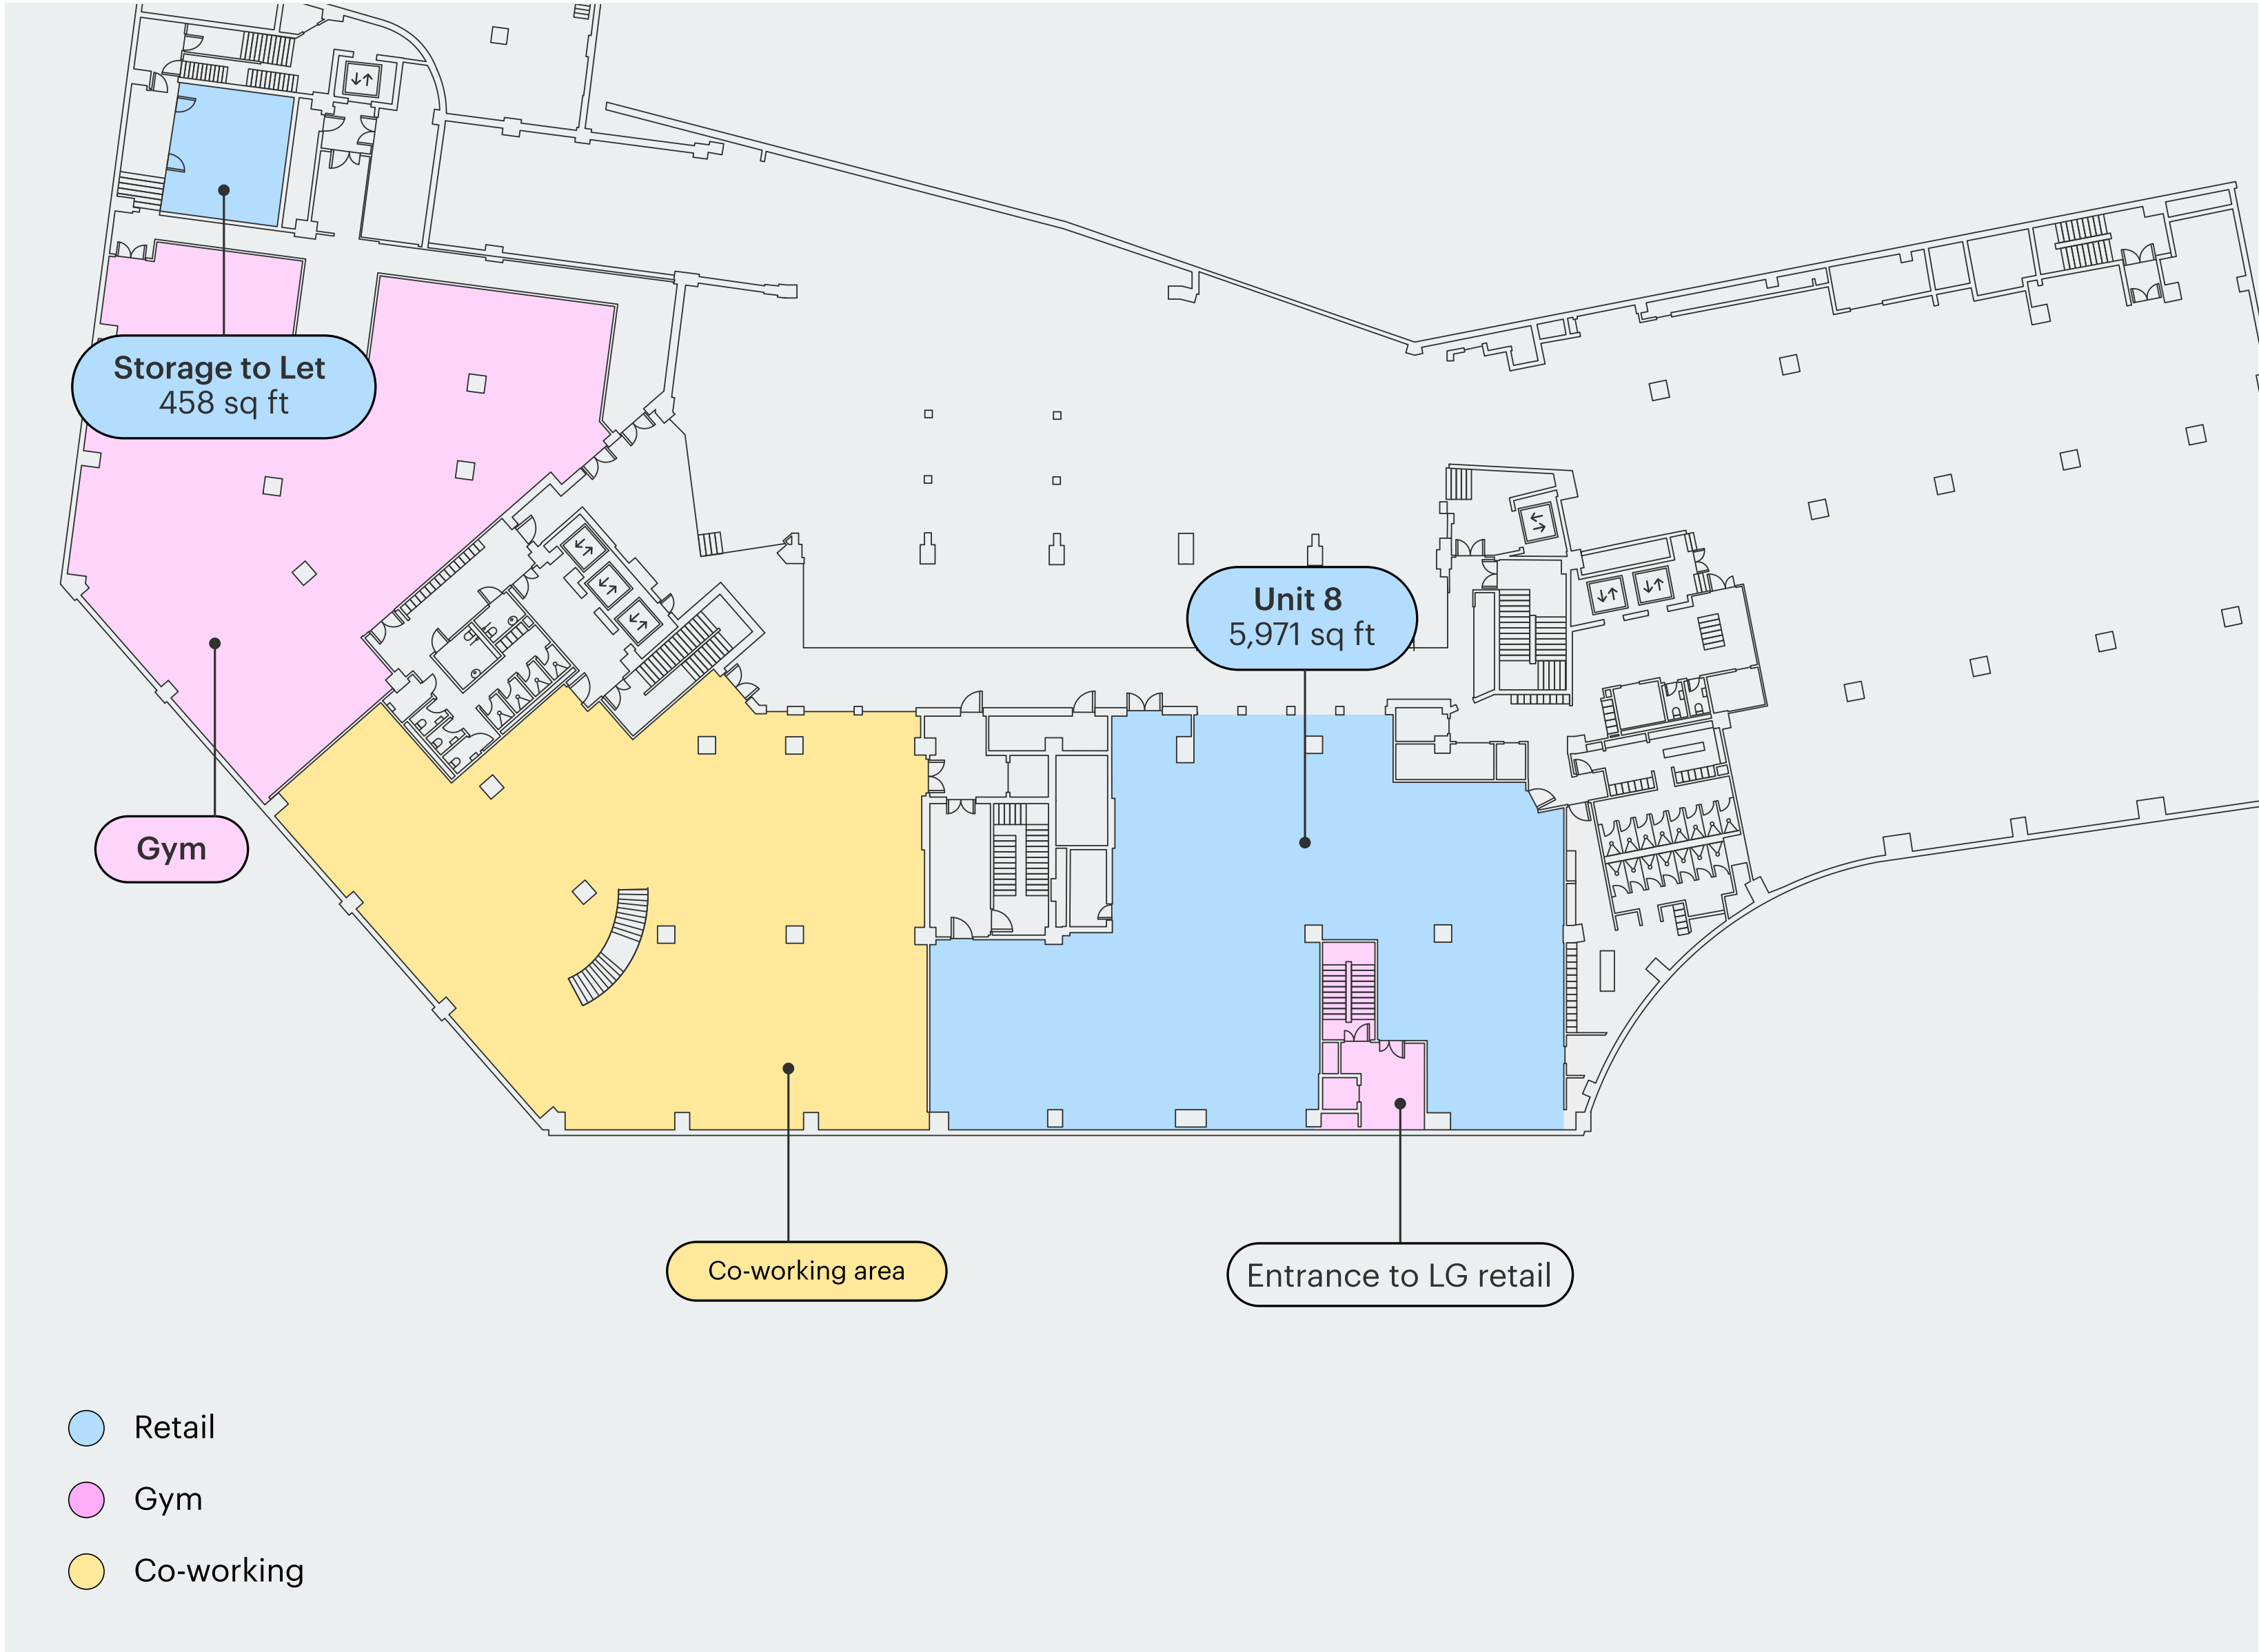 Storage to Let
458 sq ft
Unit 8
5,971 sq ft
Gym
Co-working area
Entrance to LG retail
Retail
Gym
Co-working